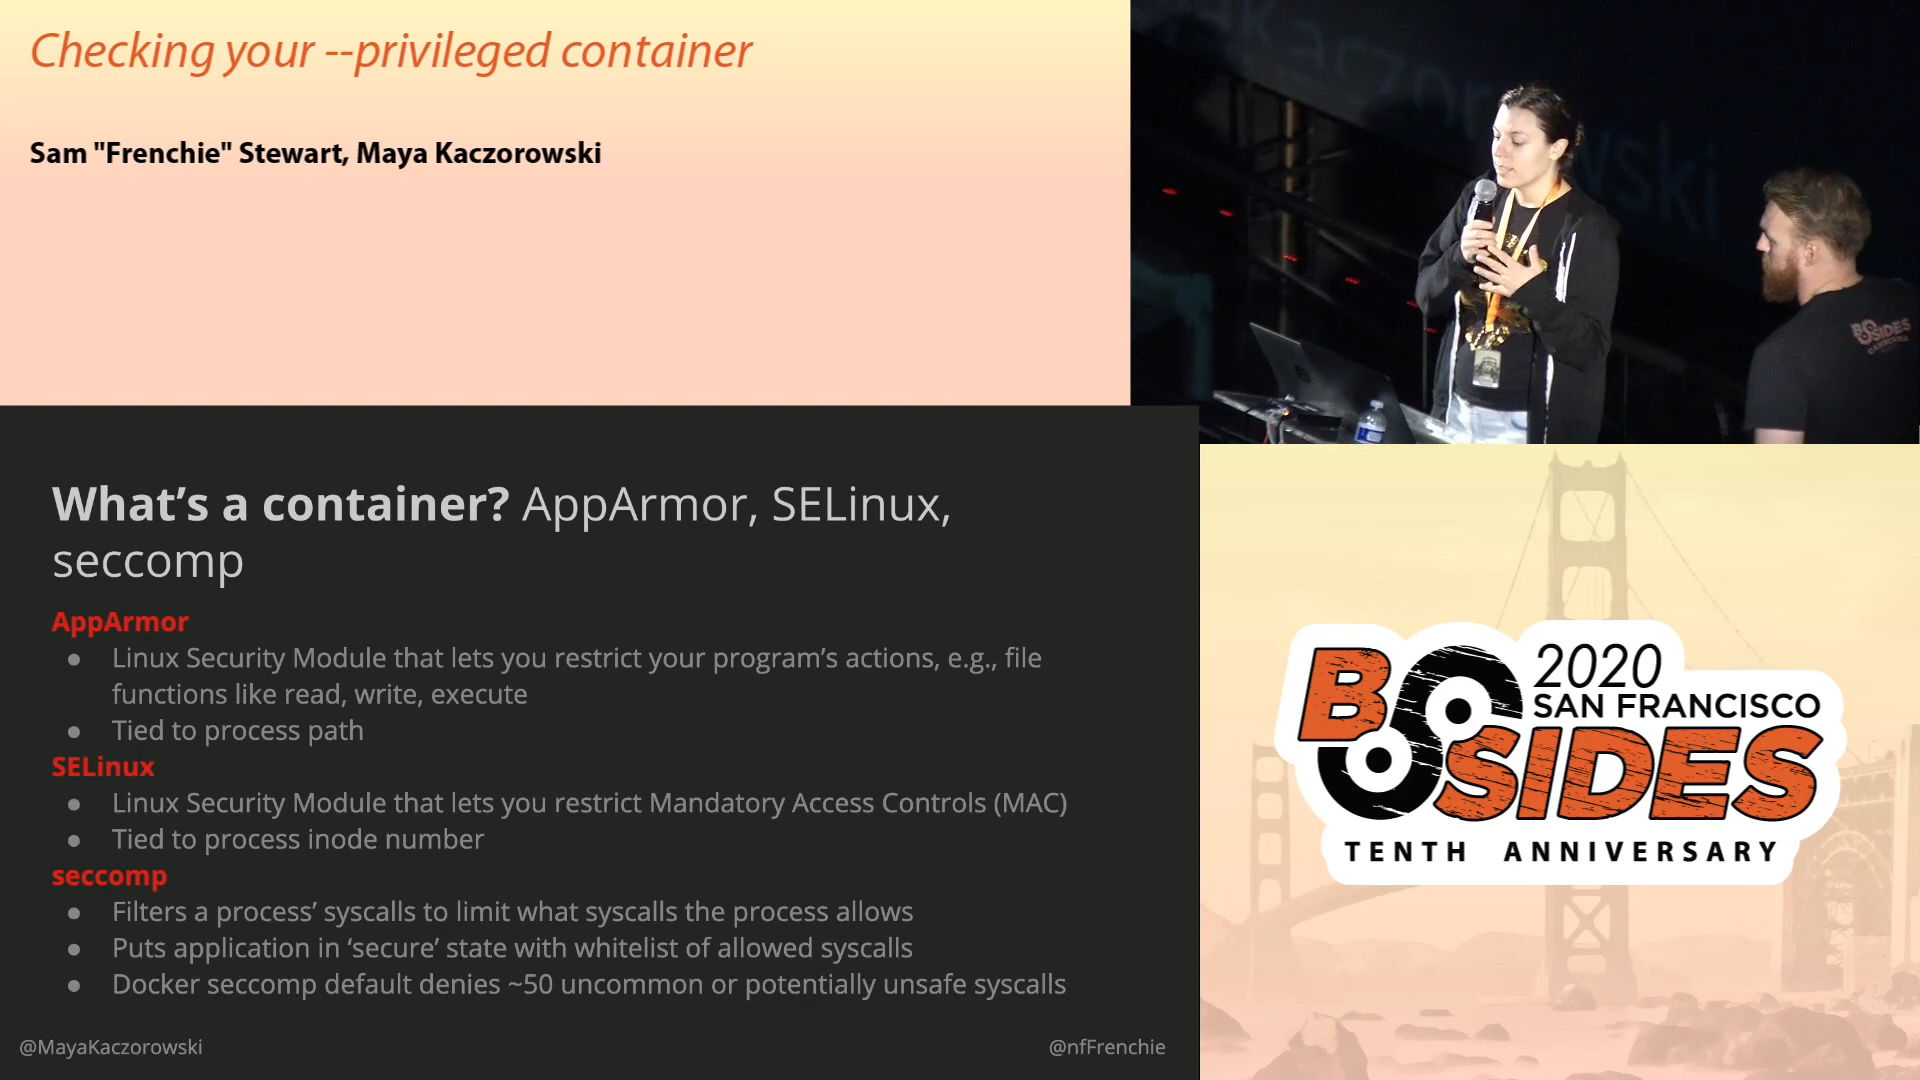 Checking your --privileged container
Sam "Frenchie" Stewart, Maya Kaczorowski
What's a container? AppArmor, SELinux,
seccomp
AppArmor
● Linux Security Module that lets you restrict your program's actions, e.g., file
functions like read, write, execute
● Tied to process path
SELinux
● Linux Security Module that lets you restrict Mandatory Access Controls (MAC)
● Tied to process inode number
seccomp
● Filters a process' syscalls to limit what syscalls the process allows
● Puts application in 'secure' state with whitelist of allowed syscalls
● Docker seccomp default denies ~50 uncommon or potentially unsafe syscalls
@MayaKaczorowski
@nfFrenchie
BSIDES
CANBERRA
2020
SAN FRANCISCO
BSIDES
TENTH ANNIVERSARY